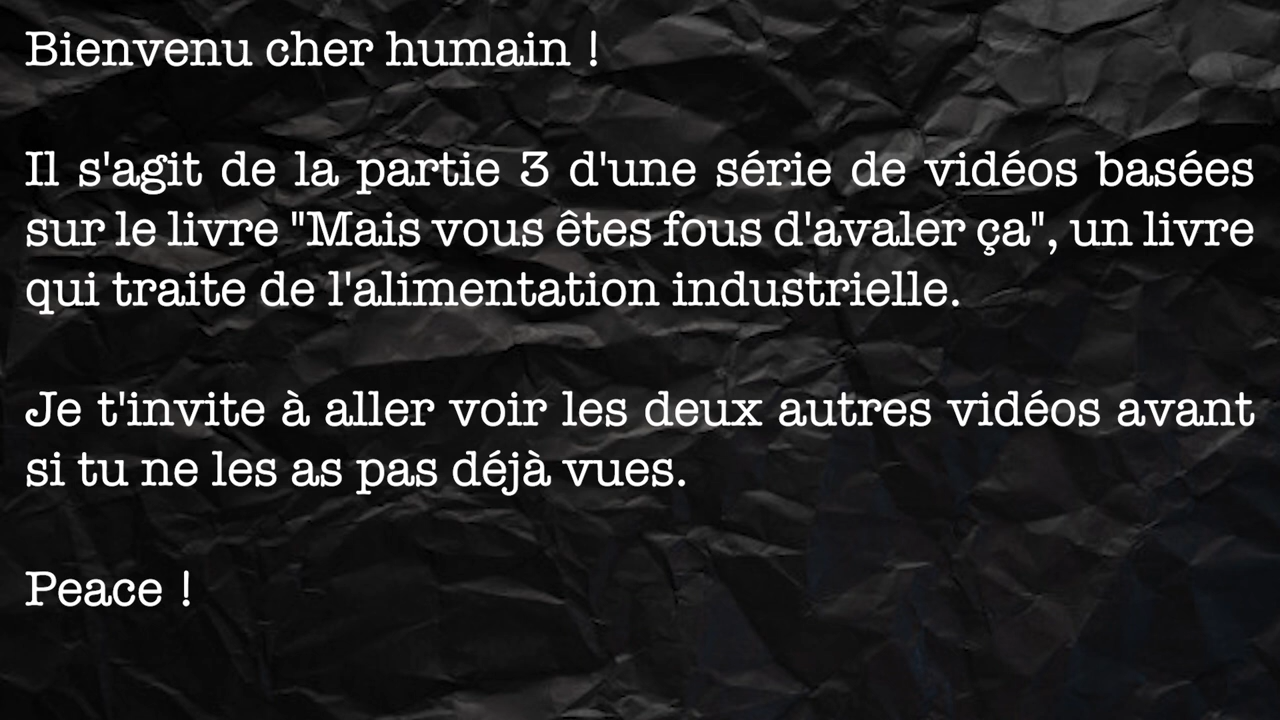 Bienvenu cher humain !
Il s'agit de la partie 3 d'une série de vidéos basées
sur le livre "Mais vous êtes fous d'avaler ça", un livre
qui traite de l'alimentation industrielle.
Je t'invite à aller voir les deux autres vidéos avant
si tu ne les as pas déjà vues.
Peace !